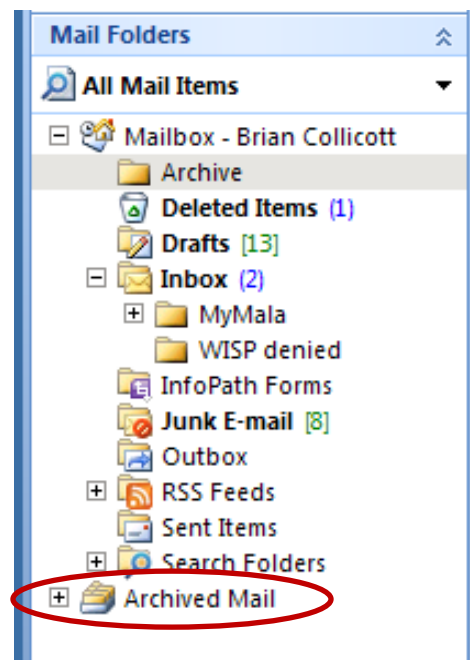 Mail Folders
All Mail Items
Mailbox - Brian Collicott
Archive
Deleted Items (1)
Drafts [13]
Inbox (2)
MyMala
WISP denied
InfoPath Forms
Junk E-mail [8]
Outbox
RSS Feeds
Sent Items
Search Folders
Archived Mail